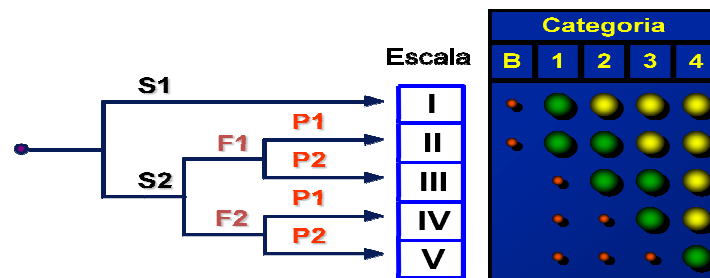 Categoria
Escala
B 1 2 3 4
S1
I
P1
F1
II
P2
S2
III
P1
F2
IV
P2
V